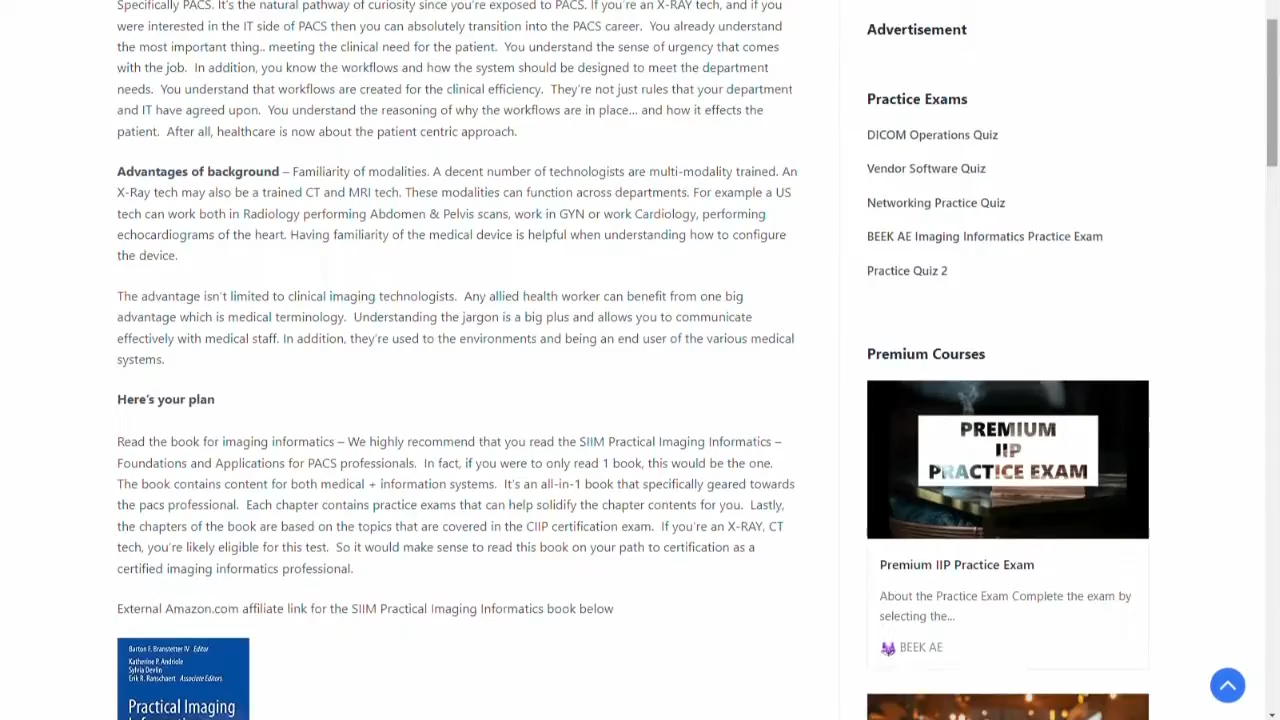 Specifically PACS. It's the natural pathway of curiosity since you're exposed to PACS. If you're an X-RAY tech, and if you
were interested in the IT side of PACS then you can absolutely transition into the PACS career.  You already understand
the most important thing.. meeting the clinical need for the patient.  You understand the sense of urgency that comes
with the job.  In addition, you know the workflows and how the system should be designed to meet the department
needs.  You understand that workflows are created for the clinical efficiency.  They're not just rules that your department
and IT have agreed upon.  You understand the reasoning of why the workflows are in place... and how it effects the
patient.  After all, healthcare is now about the patient centric approach.
Advantages of background – Familiarity of modalities. A decent number of technologists are multi-modality trained. An
X-Ray tech may also be a trained CT and MRI tech. These modalities can function across departments. For example a US
tech can work both in Radiology performing Abdomen & Pelvis scans, work in GYN or work Cardiology, performing
echocardiograms of the heart. Having familiarity of the medical device is helpful when understanding how to configure
the device.
The advantage isn't limited to clinical imaging technologists.  Any allied health worker can benefit from one big
advantage which is medical terminology.  Understanding the jargon is a big plus and allows you to communicate
effectively with medical staff. In addition, they're used to the environments and being an end user of the various medical
systems.
Here's your plan
Read the book for imaging informatics – We highly recommend that you read the SIIM Practical Imaging Informatics –
Foundations and Applications for PACS professionals.  In fact, if you were to only read 1 book, this would be the one.
The book contains content for both medical + information systems.  It's an all-in-1 book that specifically geared towards
the pacs professional.  Each chapter contains practice exams that can help solidify the chapter contents for you.  Lastly,
the chapters of the book are based on the topics that are covered in the CIIP certification exam.  If you're an X-RAY, CT
tech, you're likely eligible for this test.  So it would make sense to read this book on your path to certification as a
certified imaging informatics professional.
External Amazon.com affiliate link for the SIIM Practical Imaging Informatics book below
Barton F. Branstetter IV Editor
Katherine P. Andriole
Sylvia Devlin
Erik R. Ranschaert Associate Editors
Practical Imaging
Advertisement
Practice Exams
DICOM Operations Quiz
Vendor Software Quiz
Networking Practice Quiz
BEEK AE Imaging Informatics Practice Exam
Practice Quiz 2
Premium Courses
PREMIUM
IIP
PRACTICE EXAM
Premium IIP Practice Exam
About the Practice Exam Complete the exam by
selecting the...
BEEK AE